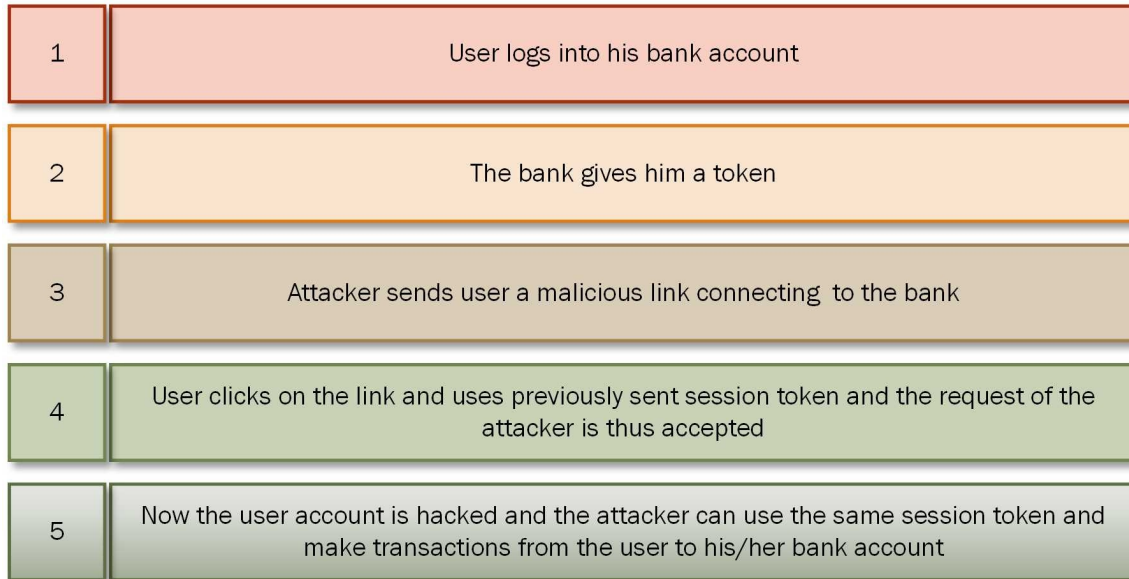 1
User logs into his bank account
2
The bank gives him a token
3
Attacker sends user a malicious link connecting  to the bank
4
User clicks on the link and uses previously sent session token and the request of the
attacker is thus accepted
5
Now the user account is hacked and the attacker can use the same session token and
make transactions from the user to his/her bank account